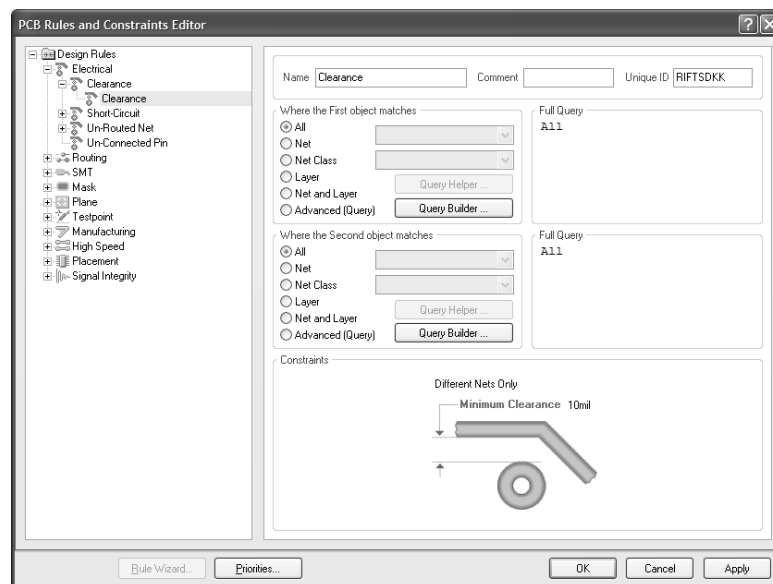 PCB Rules and Constraints Editor
Design Rules
Electrical
Clearance
Clearance
Short-Circuit
Un-Routed Net
Un-Connected Pin
Routing
SMT
Mask
Plane
Testpoint
Manufacturing
High Speed
Placement
Signal Integrity
Name Clearance Comment Unique ID RIFTSDKK
Where the First object matches
All
Net
Net Class
Layer
Net and Layer
Advanced (Query)
Query Helper ...
Query Builder ...
Full Query
All
Where the Second object matches
All
Net
Net Class
Layer
Net and Layer
Advanced (Query)
Query Helper ...
Query Builder ...
Full Query
All
Constraints
Different Nets Only
Minimum Clearance 10mil
Rule Wizard... Priorities... OK Cancel Apply